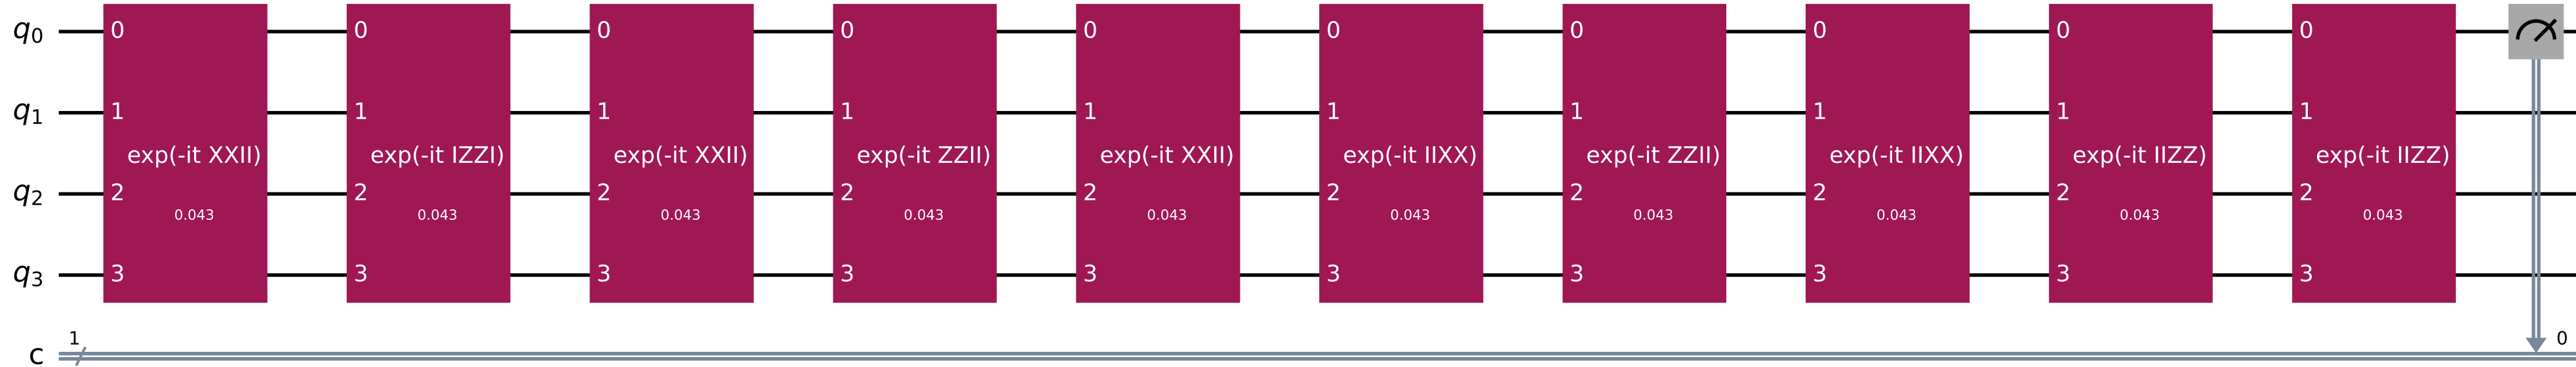 q0 0 0 0 0 0 0 0 0 0 0
q1 1 1 1 1 1 1 1 1 1 1
exp(-it XXII) exp(-it IZZI) exp(-it XXII) exp(-it ZZII) exp(-it XXII) exp(-it IIXX) exp(-it ZZII) exp(-it IIXX) exp(-it IIZZ) exp(-it IIZZ)
q2 2 2 2 2 2 2 2 2 2 2
0.043 0.043 0.043 0.043 0.043 0.043 0.043 0.043 0.043 0.043
q3 3 3 3 3 3 3 3 3 3 3
1 0
c